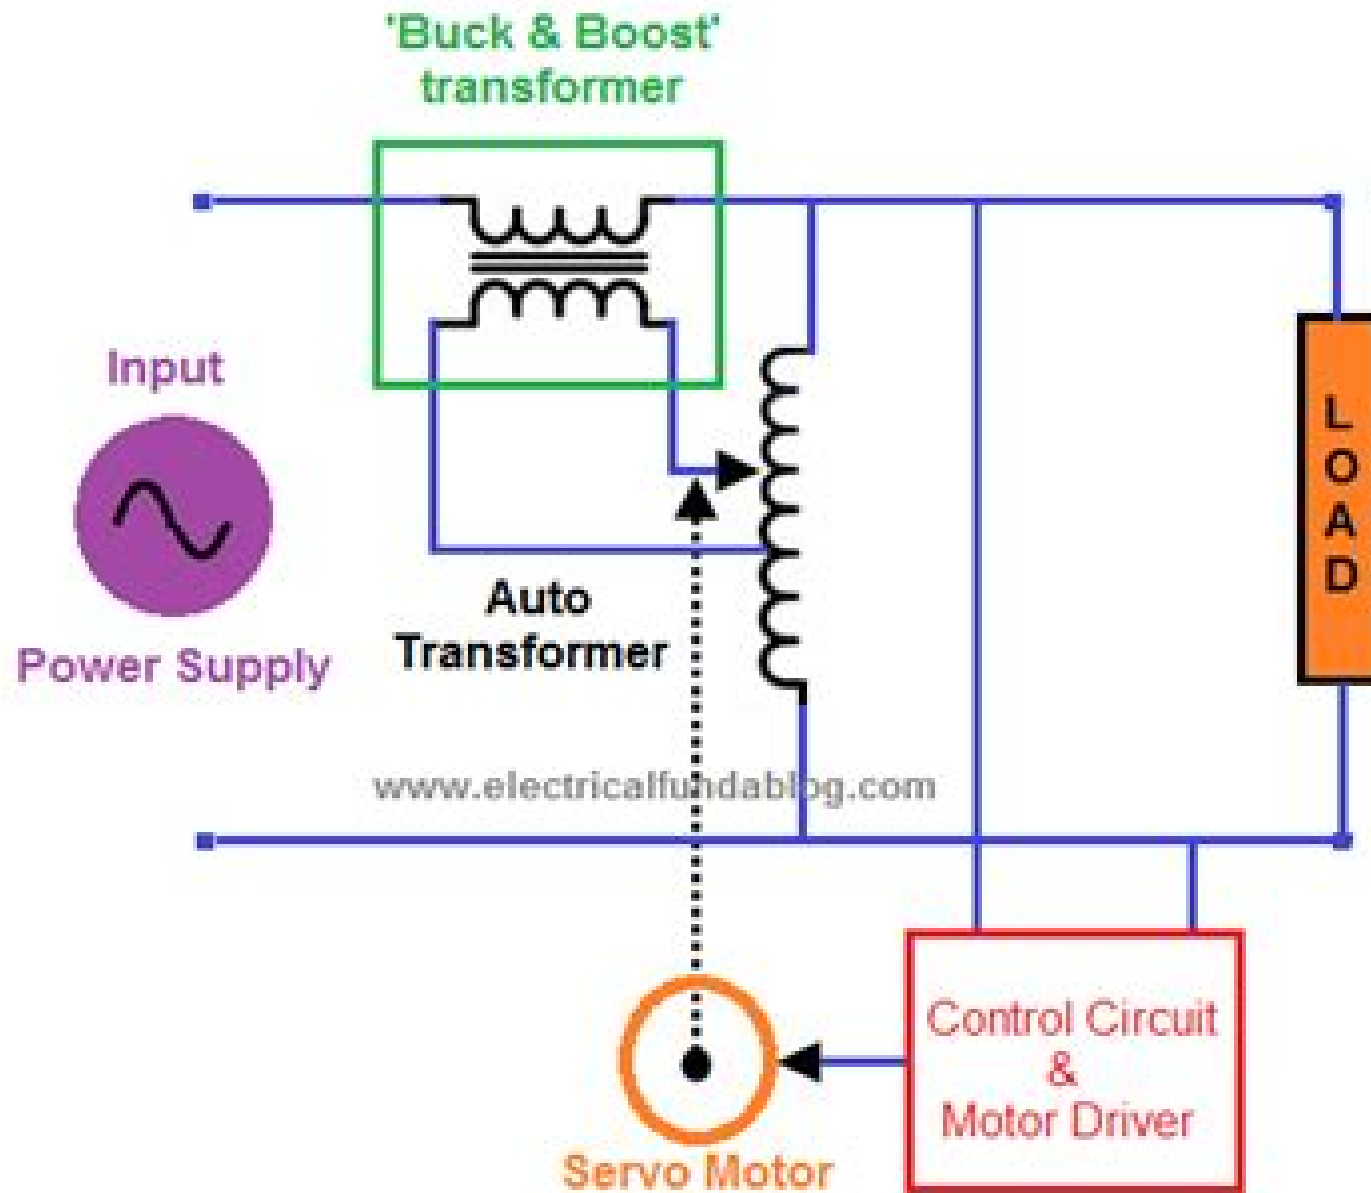 'Buck & Boost'
transformer
Input
Power Supply
Auto
Transformer
L
O
A
D
www.electricalfundablog.com
Control Circuit
&
Motor Driver
Servo Motor